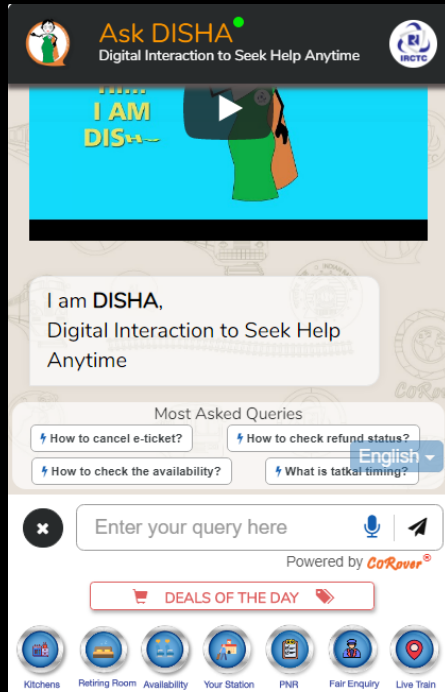 Ask DISHA
Digital Interaction to Seek Help Anytime
IRCTC
I AM
I am DISHA,
Digital Interaction to Seek Help
Anytime
Most Asked Queries
How to cancel e-ticket?
How to check refund status?
English
How to check the availability?
What is tatkal timing?
Enter your query here
Powered by CoRover®
DEALS OF THE DAY
Kitchens
Retiring Room
Availability
Your Station
PNR
Fair Enquiry
Live Train